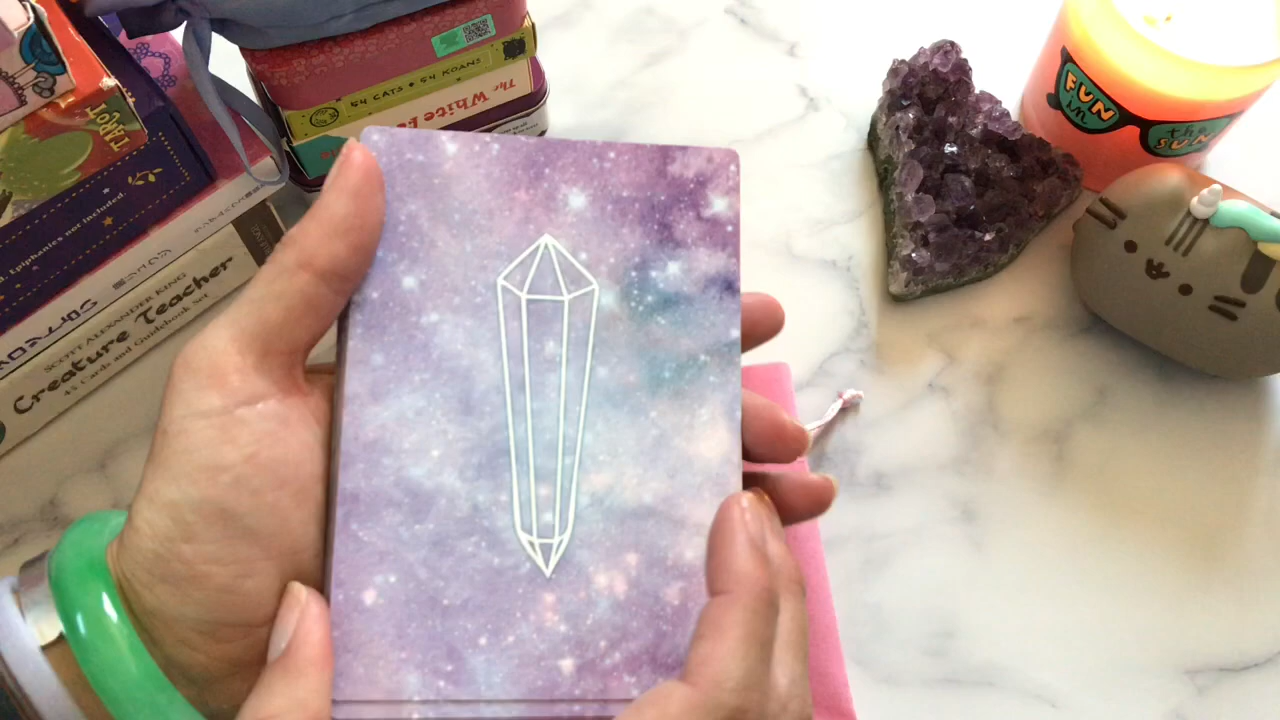 54 CATS + 54 KOANS
The White
TAROT
Epiphanies not included.
SCOTT ALEXANDER KING
Creature Teacher
45 Cards and Guidebook Set
FUN
in
the
SUN